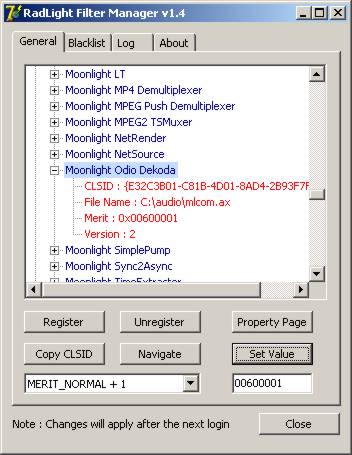 RadLight Filter Manager v1.4
General Blacklist Log About
Moonlight LT
Moonlight MP4 Demultiplexer
Moonlight MPEG Push Demultiplexer
Moonlight MPEG2 TSMuxer
Moonlight NetRender
Moonlight NetSource
Moonlight Odio Dekoda
CLSID : {E32C3B01-C81B-4D01-8AD4-2B93F7F
File Name : C:\audio\mlcom.ax
Merit : 0x00600001
Version : 2
Moonlight SimplePump
Moonlight Sync2Async
Moonlight TimeExtractor
Register Unregister Property Page
Copy CLSID Navigate Set Value
MERIT_NORMAL + 1 00600001
Note : Changes will apply after the next login Close